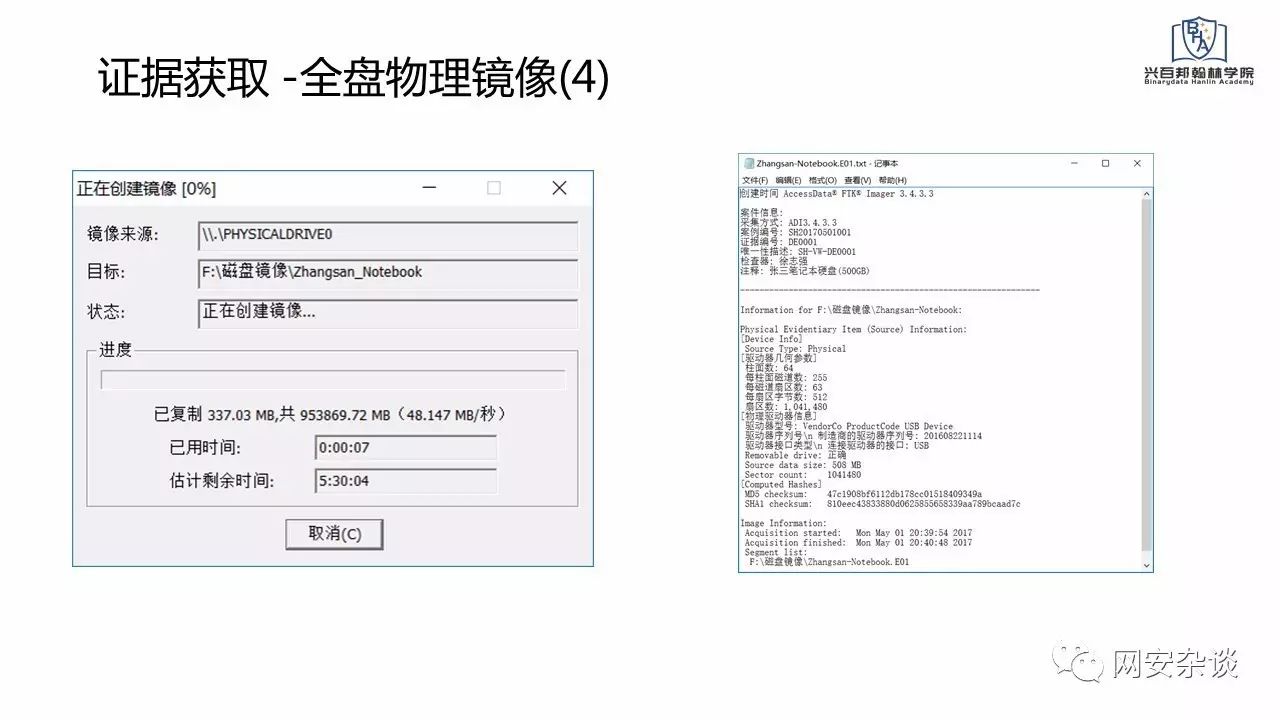 证据获取 -全盘物理镜像(4)
BHA
兴百邦翰林学院
Binarydata Hanlin Academy
正在创建镜像 [0%]
镜像来源:
\\.\PHYSICALDRIVE0
目标:
F:\磁盘镜像\Zhangsan_Notebook
状态:
正在创建镜像...
进度
已复制 337.03 MB,共 953869.72 MB（48.147 MB/秒）
已用时间:
0:00:07
估计剩余时间:
5:30:04
取消(C)
Zhangsan-Notebook.E01.txt - 记事本
文件(F) 编辑(E) 格式(O) 查看(V) 帮助(H)
创建时间 AccessData® FTK® Imager 3.4.3.3
案件信息:
采集方式: ADI3.4.3.3
案例编号: SH20170501001
证据编号: DE0001
唯一性描述: SH-VW-DE0001
检查器: 徐志强
注释: 张三笔记本硬盘(500GB)
--------------------------------------------------------------
Information for F:\磁盘镜像\Zhangsan-Notebook:
Physical Evidentiary Item (Source) Information:
[Device Info]
Source Type: Physical
[驱动器几何参数]
柱面数: 64
每柱面磁道数: 255
每磁道扇区数: 63
每扇区字节数: 512
扇区数: 1,041,480
[物理驱动器信息]
驱动器型号: VendorCo ProductCode USB Device
驱动器序列号\n 制造商的驱动器序列号: 201608221114
驱动器接口类型\n 连接驱动器的接口: USB
Removable drive: 正确
Source data size: 508 MB
Sector count: 1041480
[Computed Hashes]
MD5 checksum: 47c1908bf6112db178cc01518409349a
SHA1 checksum: 810eec43833880d0625855658339aa789bcaad7c
Image Information:
Acquisition started: Mon May 01 20:39:54 2017
Acquisition finished: Mon May 01 20:40:48 2017
Segment list:
F:\磁盘镜像\Zhangsan-Notebook.E01
网安杂谈